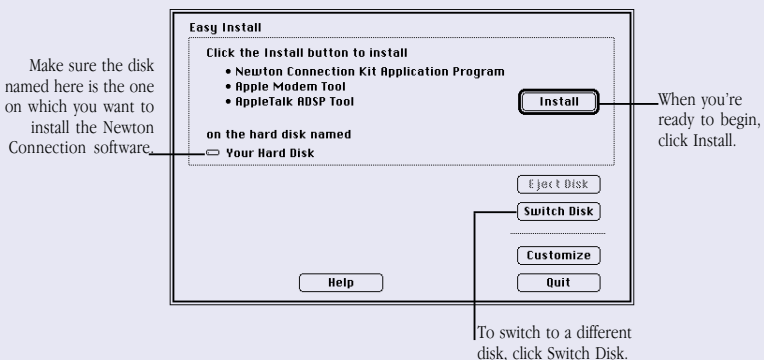 Easy Install
Click the Install button to install
• Newton Connection Kit Application Program
• Apple Modem Tool
• AppleTalk ADSP Tool
Install
on the hard disk named
Your Hard Disk
Eject Disk
Switch Disk
Customize
Help
Quit
Make sure the disk
named here is the one
on which you want to
install the Newton
Connection software.
When you're
ready to begin,
click Install.
To switch to a different
disk, click Switch Disk.